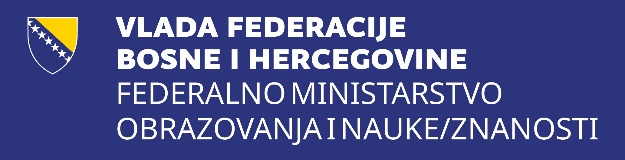 VLADA FEDERACIJE
BOSNE I HERCEGOVINE
FEDERALNO MINISTARSTVO
OBRAZOVANJA I NAUKE/ZNANOSTI